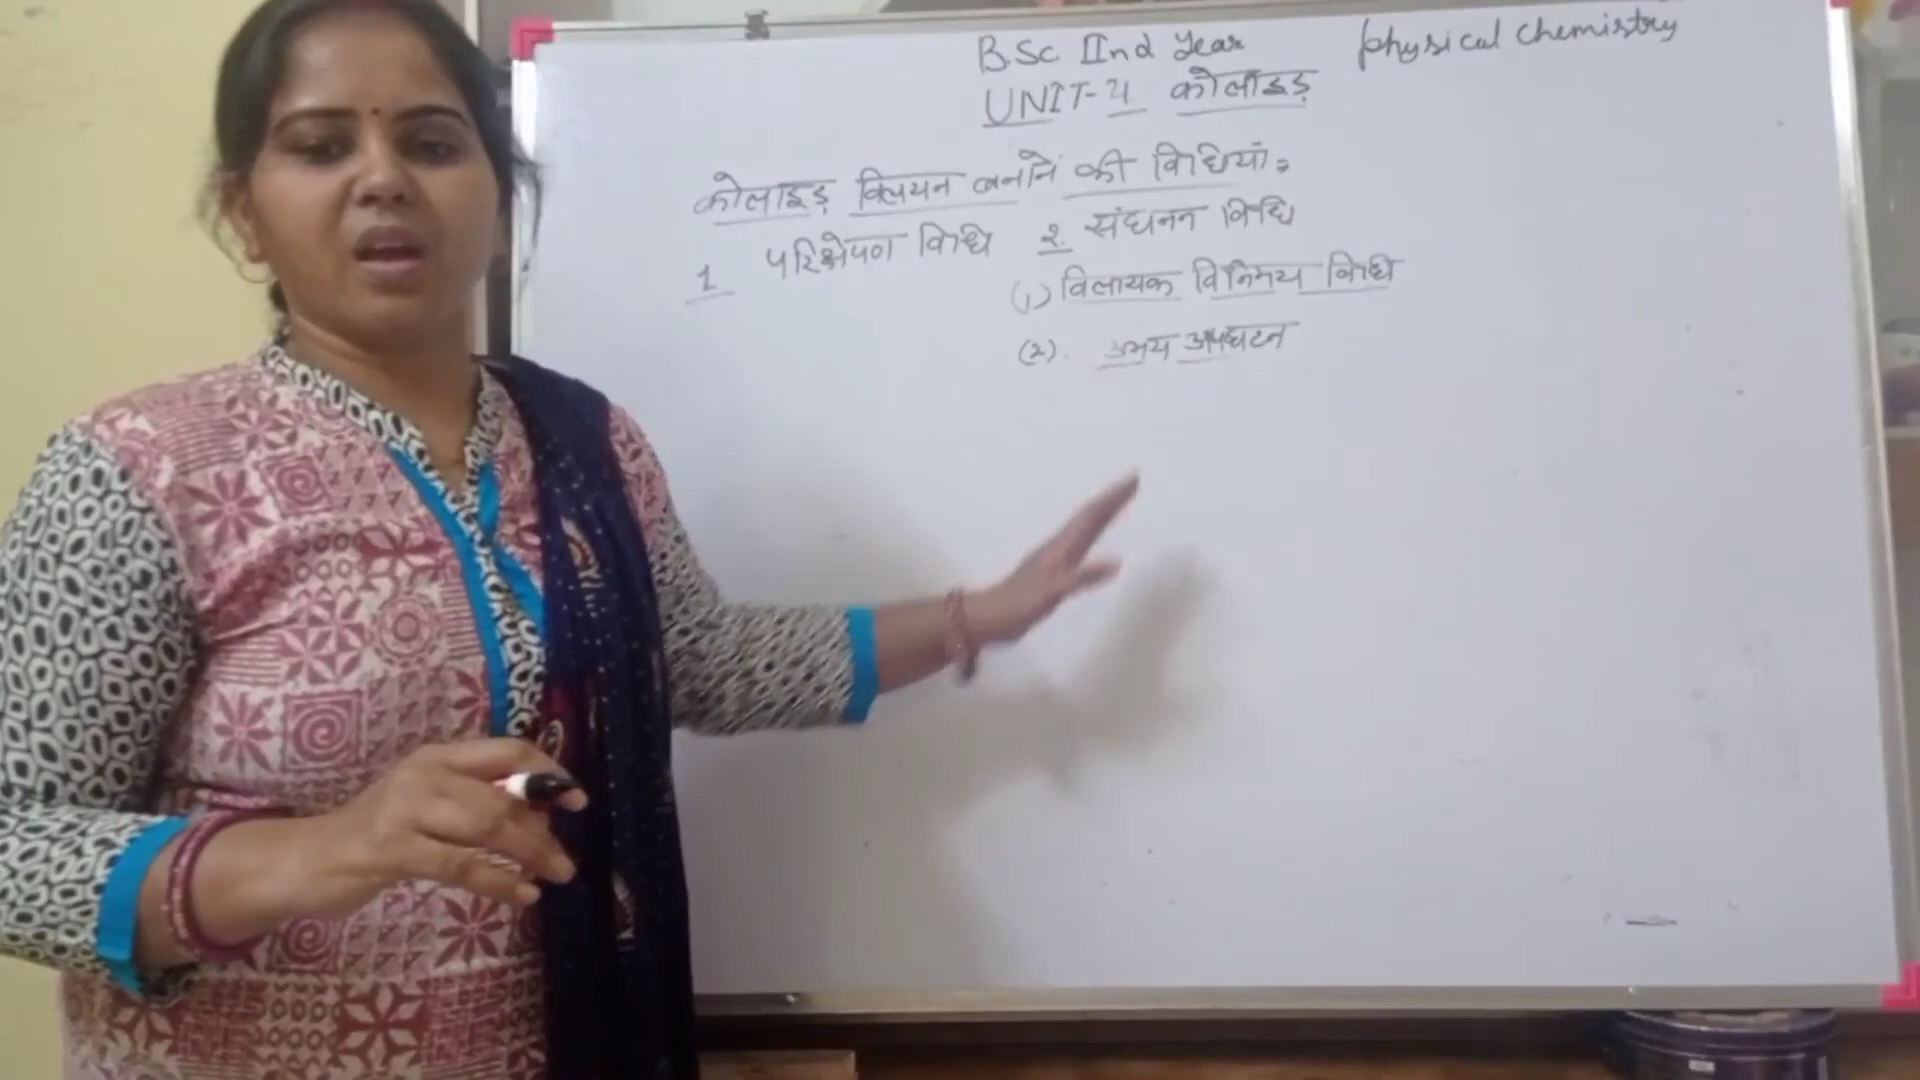 B.Sc IInd Year physical chemistry
UNIT-4 कोलाइड
कोलाइड विलयन बनाने की विधियाँ:
1 परिक्षेपण विधि 2. संघनन विधि
(1) विलायक विनिमय विधि
(2). उभय अपघटन